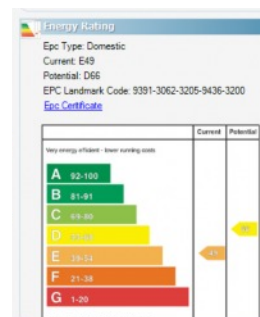 Energy Rating
Epc Type: Domestic
Current: E49
Potential: D66
EPC Landmark Code: 9391-3062-3205-9436-3200
Epc Certificate
Current Potential
Very energy efficient - lower running costs
A 92-100
B 81-91
C 69-80
D
E 39-54
F 21-38
G 1-20